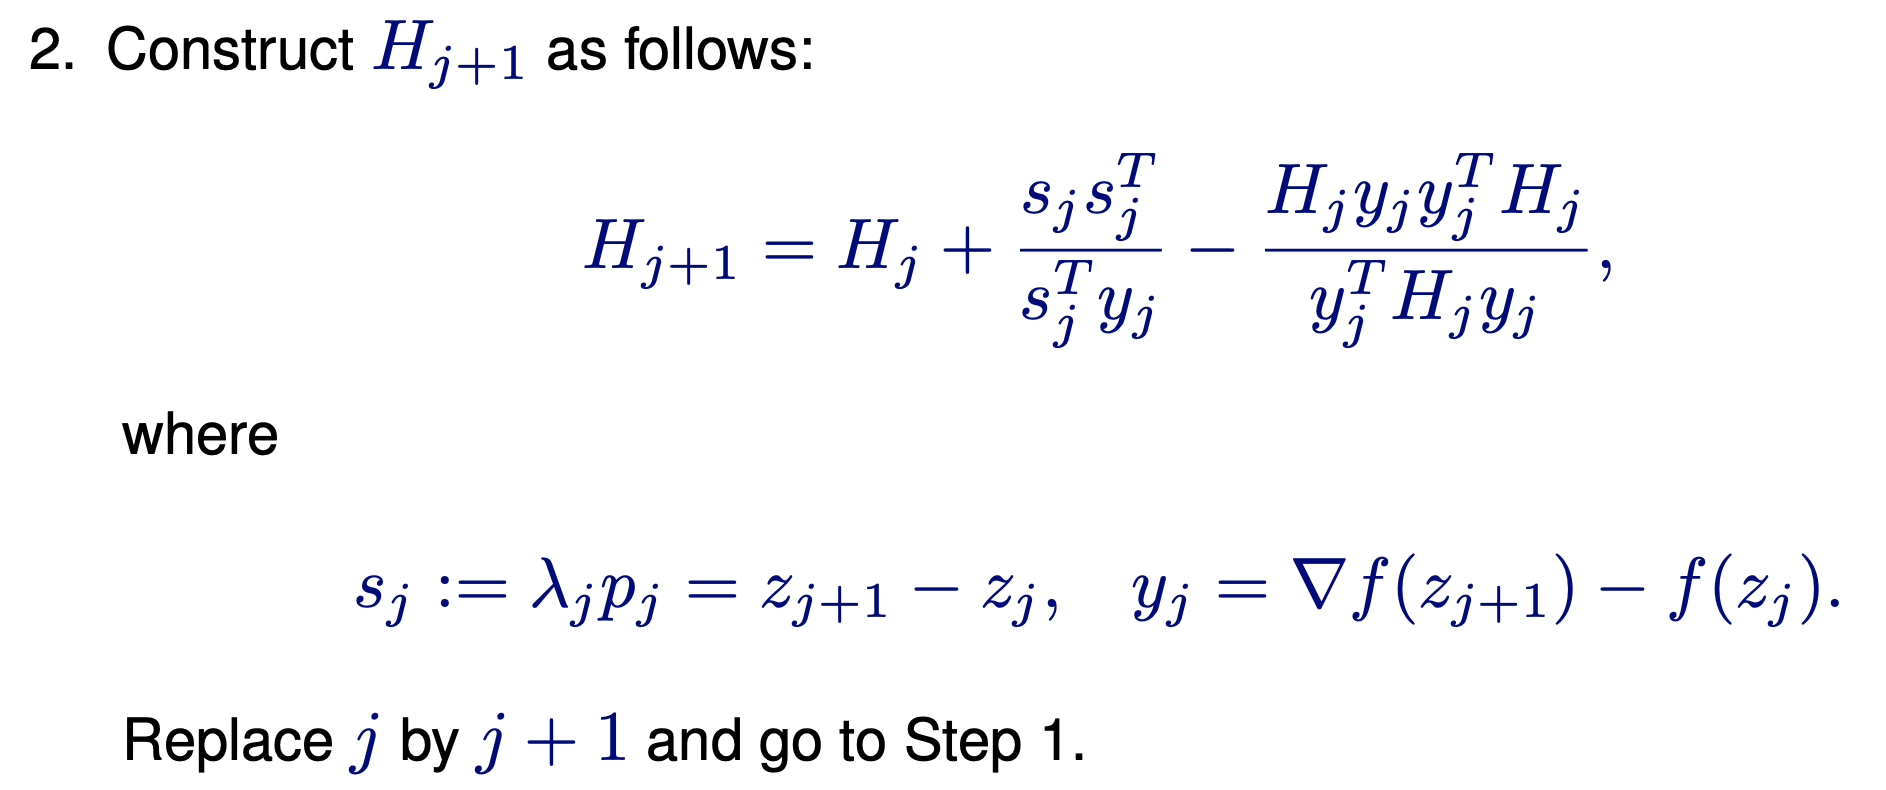 2. Construct $H_{j+1}$ as follows:
$$H_{j+1} = H_j + \frac{s_j s_j^T}{s_j^T y_j} - \frac{H_j y_j y_j^T H_j}{y_j^T H_j y_j},$$
where
$$s_j := \lambda_j p_j = z_{j+1} - z_j, \quad y_j = \nabla f(z_{j+1}) - f(z_j).$$
Replace $j$ by $j + 1$ and go to Step 1.